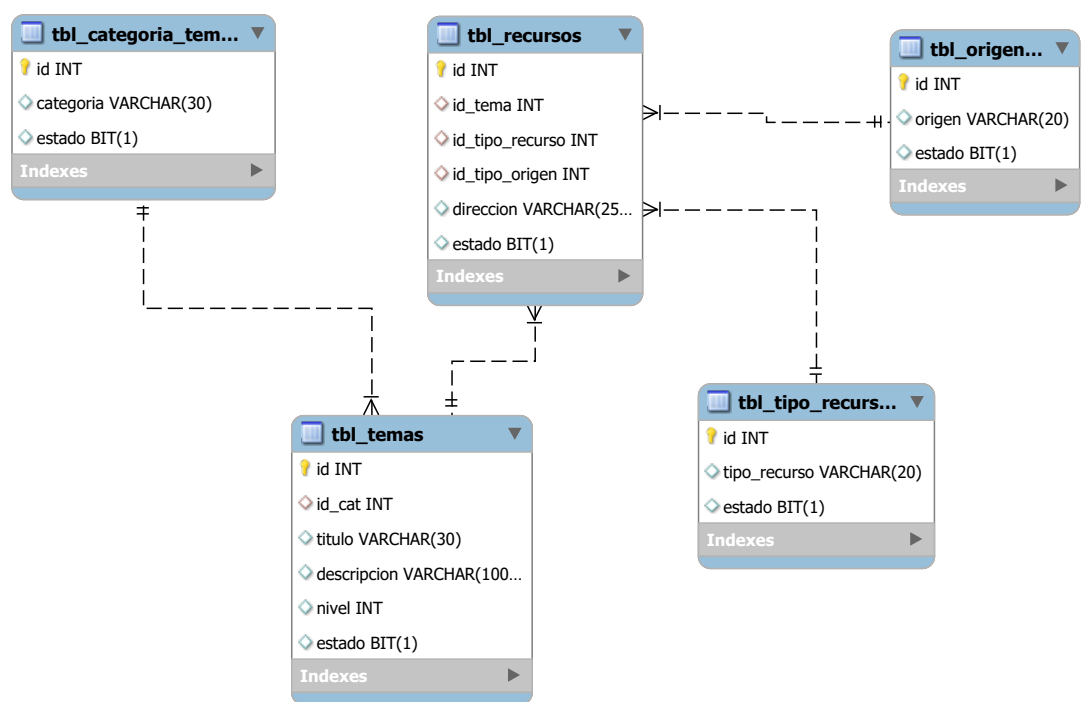 tbl_categoria_tem...
id INT
categoria VARCHAR(30)
estado BIT(1)
Indexes
tbl_recursos
id INT
id_tema INT
id_tipo_recurso INT
id_tipo_origen INT
direccion VARCHAR(25...
estado BIT(1)
Indexes
tbl_origen...
id INT
origen VARCHAR(20)
estado BIT(1)
Indexes
tbl_temas
id INT
id_cat INT
titulo VARCHAR(30)
descripcion VARCHAR(100...
nivel INT
estado BIT(1)
Indexes
tbl_tipo_recurs...
id INT
tipo_recurso VARCHAR(20)
estado BIT(1)
Indexes